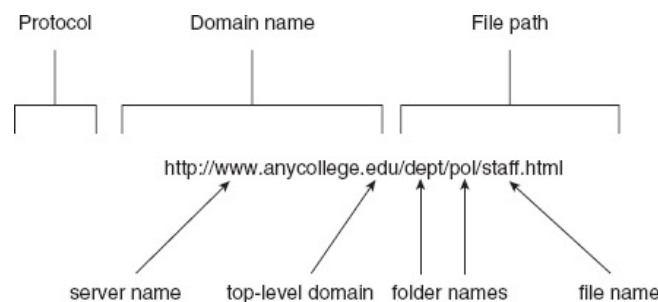 Protocol Domain name File path
http://www.anycollege.edu/dept/pol/staff.html
server name top-level domain folder names file name